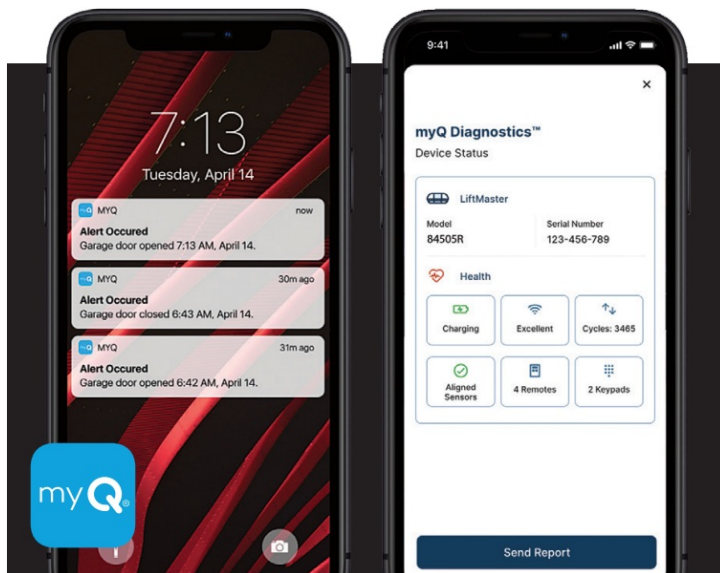 7:13
Tuesday, April 14
MYQ now
Alert Occured
Garage door opened 7:13 AM, April 14.
MYQ 30m ago
Alert Occured
Garage door closed 6:43 AM, April 14.
MYQ 31m ago
Alert Occured
Garage door opened 6:42 AM, April 14.
myQ®
9:41
×
myQ Diagnostics™
Device Status
LiftMaster
Model Serial Number
84505R 123-456-789
Health
Charging Excellent Cycles: 3465
Aligned
Sensors 4 Remotes 2 Keypads
Send Report